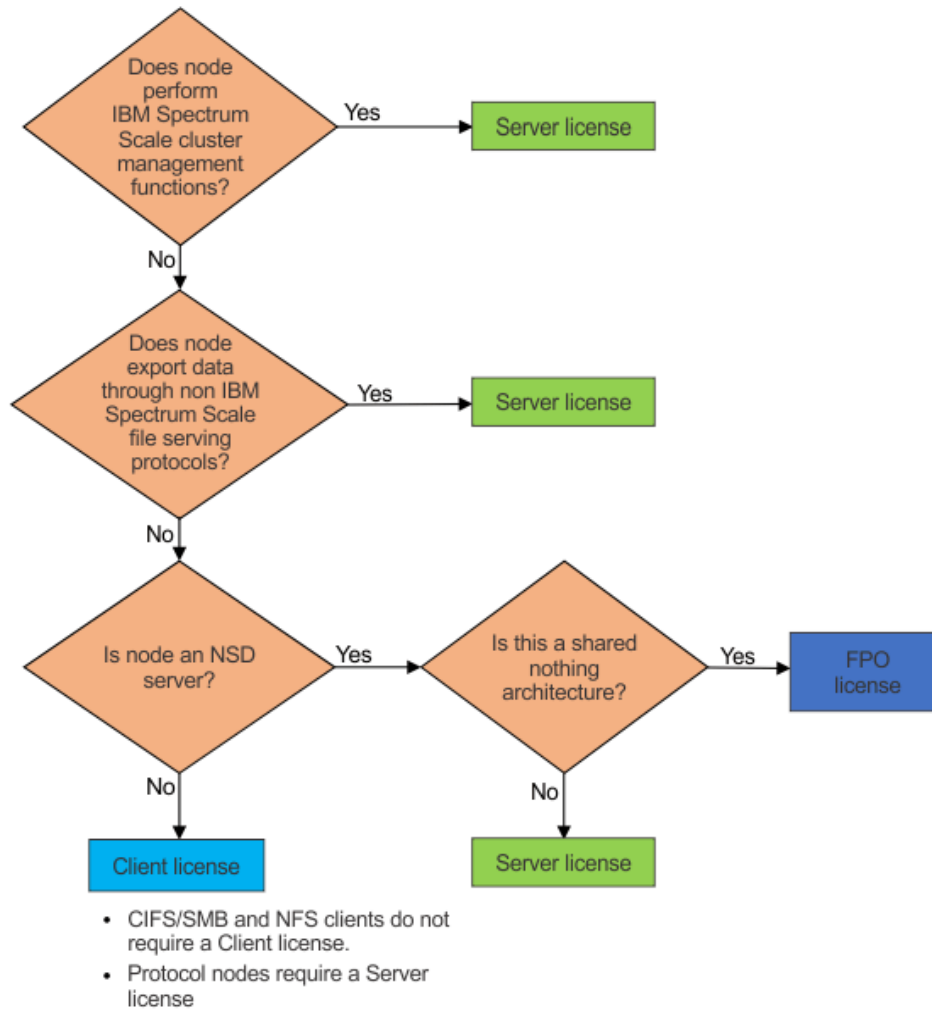 Does node
perform
IBM Spectrum
Scale cluster
management
functions?
Yes
Server license
No
Does node
export data
through non IBM
Spectrum Scale
file serving
protocols?
Yes
Server license
No
Is node an NSD
server?
Yes
Is this a shared
nothing
architecture?
Yes
FPO
license
No
No
Client license
Server license
• CIFS/SMB and NFS clients do not
require a Client license.
• Protocol nodes require a Server
license